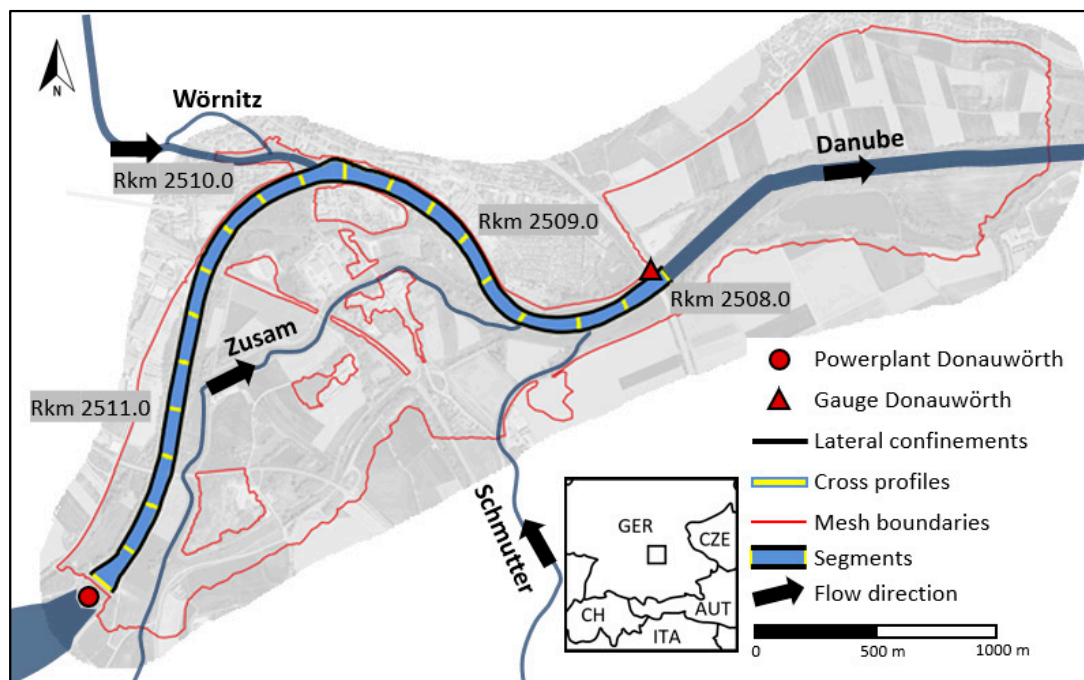 Wörnitz
N
Rkm 2510.0
Danube
Rkm 2509.0
Rkm 2508.0
Zusam
Rkm 2511.0
Schmutter
GER
CZE
CH
AUT
ITA
Powerplant Donauwörth
Gauge Donauwörth
Lateral confinements
Cross profiles
Mesh boundaries
Segments
Flow direction
0
500 m
1000 m